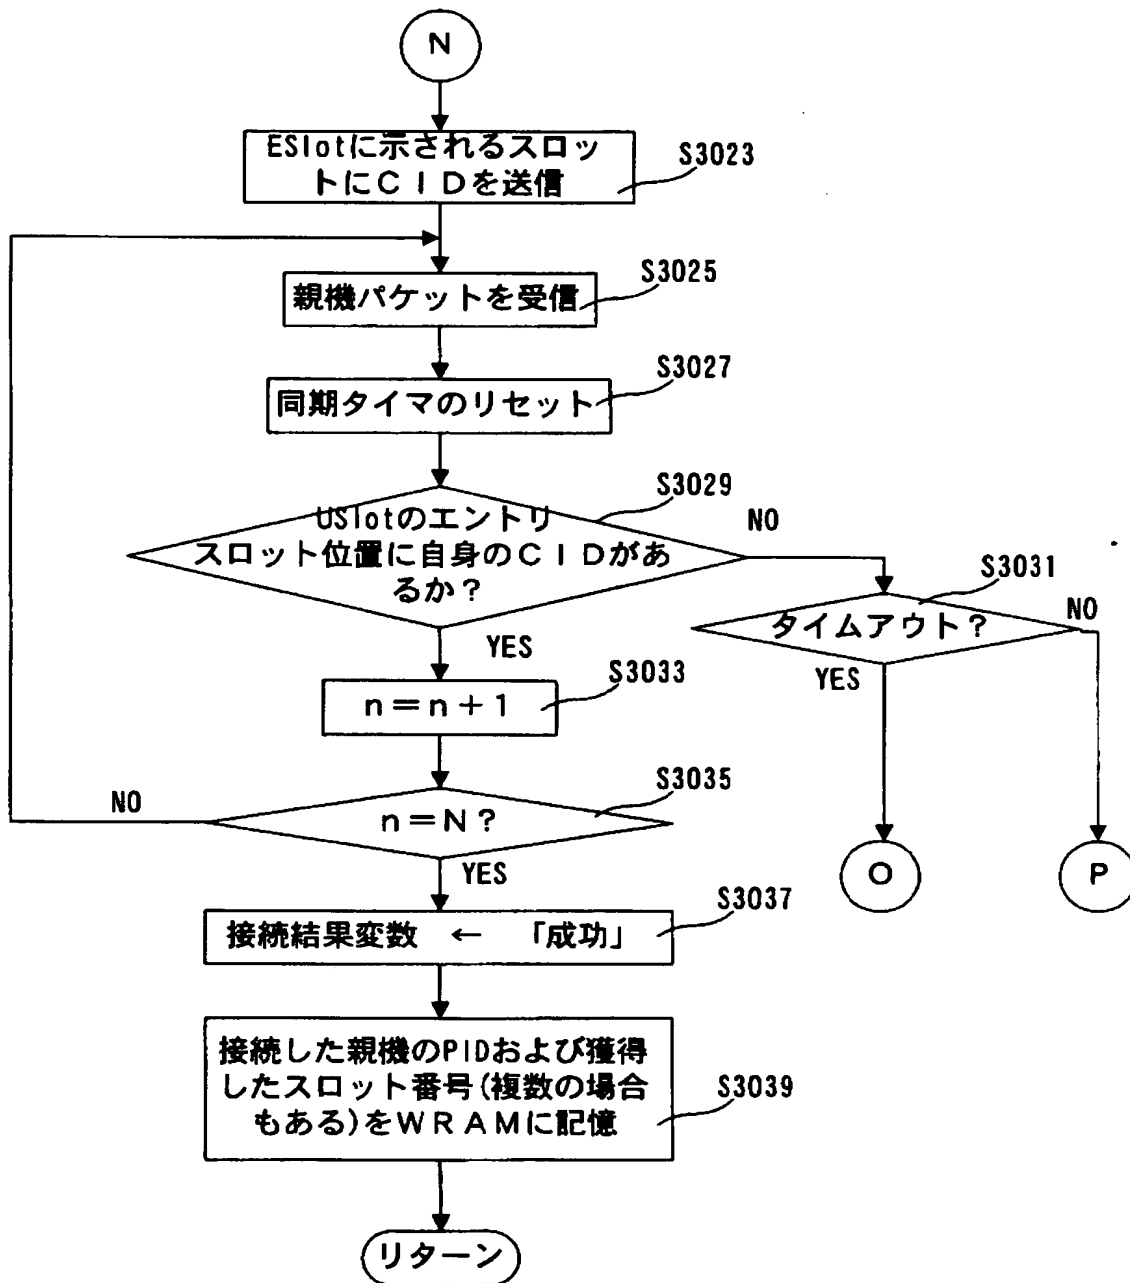 N
ESlotに示されるスロッ
トにCIDを送信
S3023
親機パケットを受信
S3025
同期タイマのリセット
S3027
USlotのエントリ
スロット位置に自身のCIDがあ
るか？
S3029
NO
YES
タイムアウト？
S3031
NO
YES
n＝n＋1
S3033
n＝N？
S3035
NO
YES
O
P
接続結果変数 ← 「成功」
S3037
接続した親機のPIDおよび獲得
したスロット番号(複数の場合
もある)をWRAMに記憶
S3039
リターン